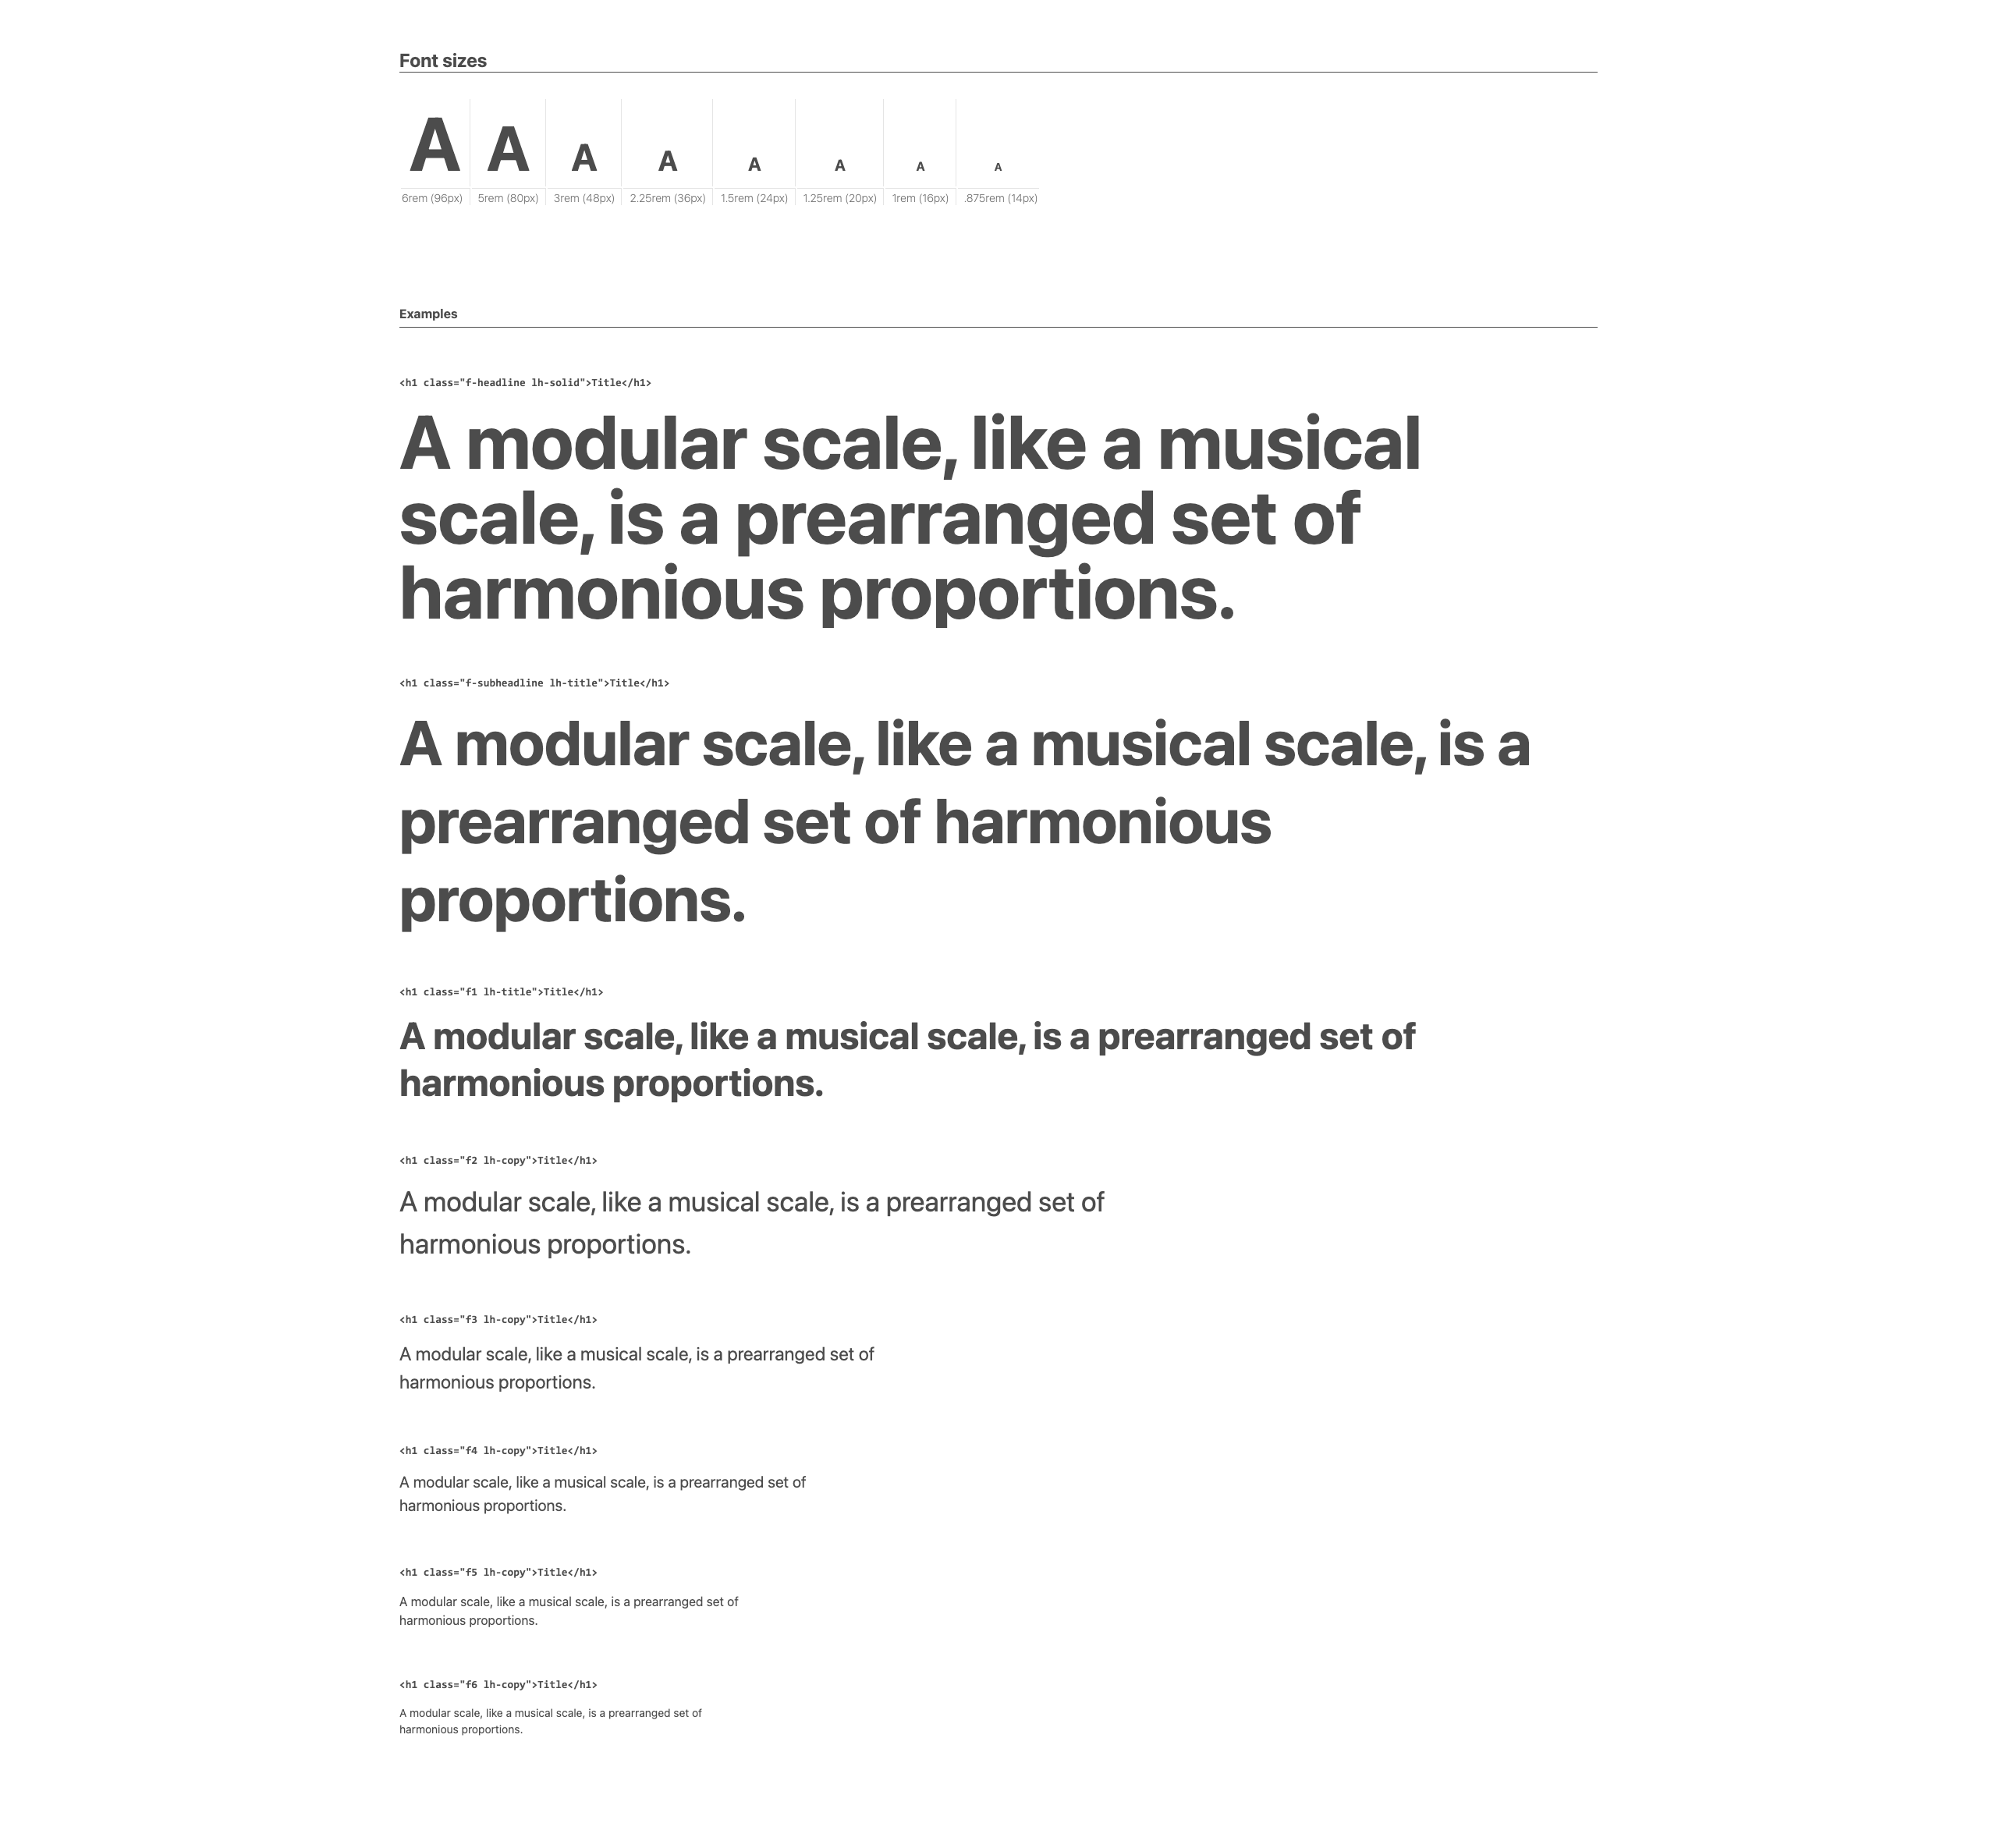 Font sizes
A A A A A A A A
6rem (96px) 5rem (80px) 3rem (48px) 2.25rem (36px) 1.5rem (24px) 1.25rem (20px) 1rem (16px) .875rem (14px)
Examples
<h1 class="f-headline lh-solid">Title</h1>
A modular scale, like a musical
scale, is a prearranged set of
harmonious proportions.
<h1 class="f-subheadline lh-title">Title</h1>
A modular scale, like a musical scale, is a
prearranged set of harmonious
proportions.
<h1 class="f1 lh-title">Title</h1>
A modular scale, like a musical scale, is a prearranged set of
harmonious proportions.
<h1 class="f2 lh-copy">Title</h1>
A modular scale, like a musical scale, is a prearranged set of
harmonious proportions.
<h1 class="f3 lh-copy">Title</h1>
A modular scale, like a musical scale, is a prearranged set of
harmonious proportions.
<h1 class="f4 lh-copy">Title</h1>
A modular scale, like a musical scale, is a prearranged set of
harmonious proportions.
<h1 class="f5 lh-copy">Title</h1>
A modular scale, like a musical scale, is a prearranged set of
harmonious proportions.
<h1 class="f6 lh-copy">Title</h1>
A modular scale, like a musical scale, is a prearranged set of
harmonious proportions.